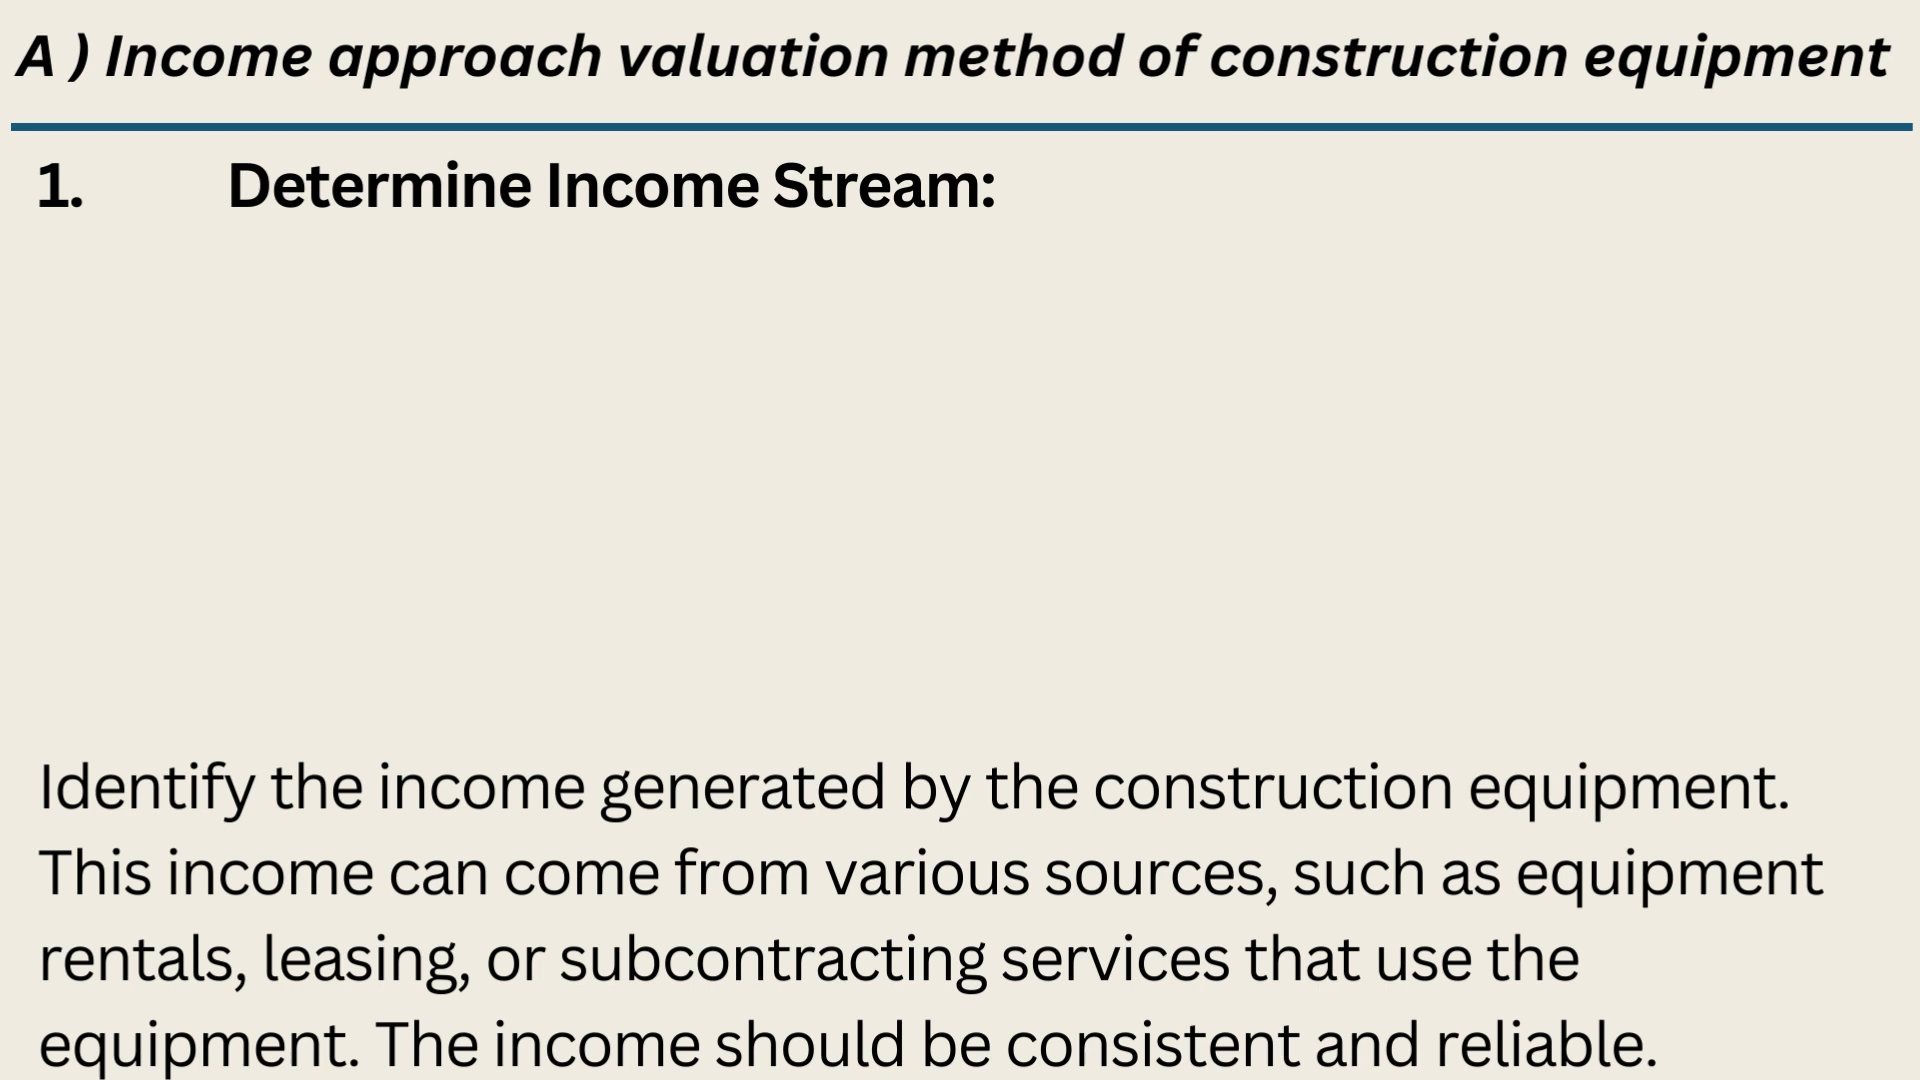 A ) Income approach valuation method of construction equipment
1. Determine Income Stream:
Identify the income generated by the construction equipment.
This income can come from various sources, such as equipment
rentals, leasing, or subcontracting services that use the
equipment. The income should be consistent and reliable.